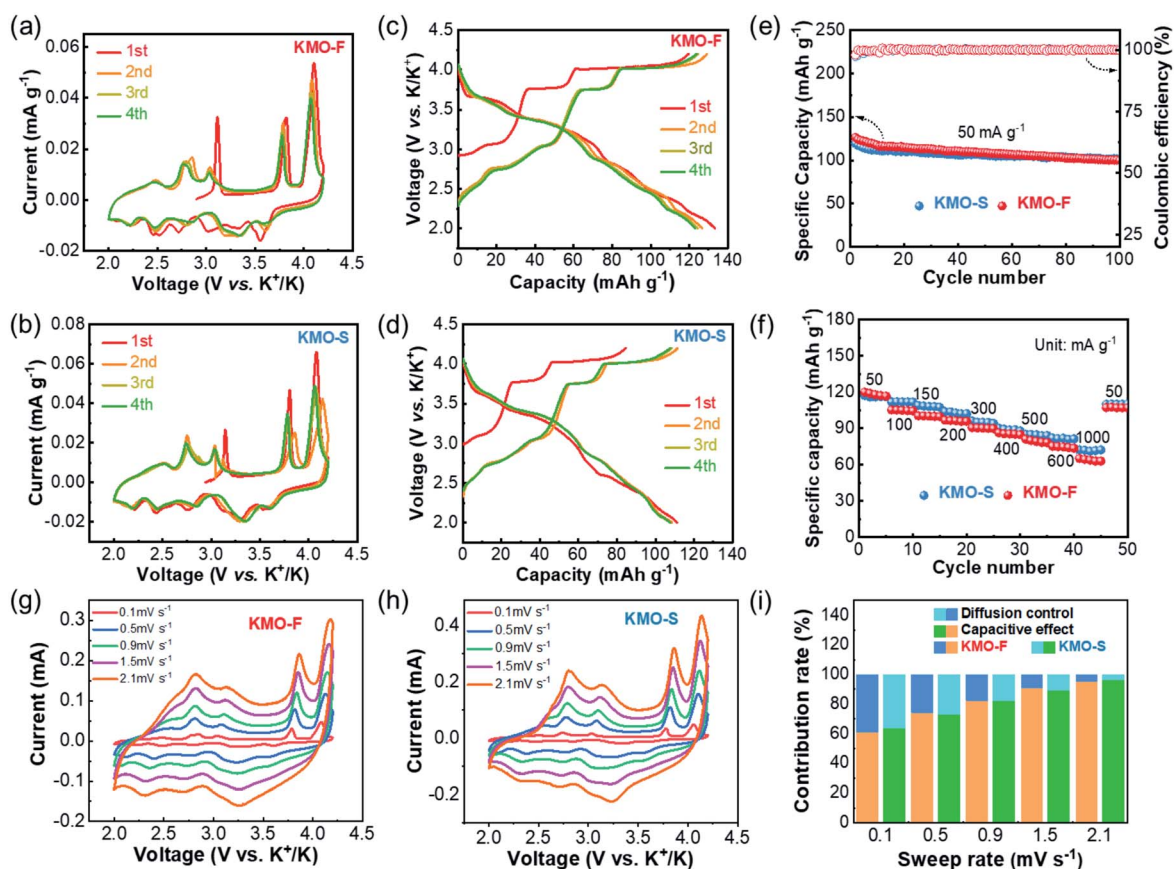 (a)
KMO-F
1st
2nd
3rd
4th
Current (mA g⁻¹)
0.06
0.04
0.02
0.00
-0.02
2.0 2.5 3.0 3.5 4.0 4.5
Voltage (V vs. K⁺/K)
(c)
KMO-F
1st
2nd
3rd
4th
Voltage (V vs. K/K⁺)
4.0
3.5
3.0
2.5
2.0
0 20 40 60 80 100 120 140
Capacity (mAh g⁻¹)
(e)
Specific Capacity (mAh g⁻¹)
250
200
150
100
50
0
50 mA g⁻¹
KMO-S KMO-F
0 20 40 60 80 100
Cycle number
Coulombic efficiency (%)
100
75
50
25
(b)
KMO-S
1st
2nd
3rd
4th
Current (mA g⁻¹)
0.08
0.06
0.04
0.02
0.00
-0.02
2.0 2.5 3.0 3.5 4.0 4.5
Voltage (V vs. K⁺/K)
(d)
KMO-S
1st
2nd
3rd
4th
Voltage (V vs. K/K⁺)
4.5
4.0
3.5
3.0
2.5
2.0
0 20 40 60 80 100 120 140
Capacity (mAh g⁻¹)
(f)
Specific capacity (mAh g⁻¹)
180
150
120
90
60
30
0
Unit: mA g⁻¹
50 100 150 200 300 400 500 600 1000 50
KMO-S KMO-F
0 10 20 30 40 50
Cycle number
(g)
0.1mV s⁻¹
0.5mV s⁻¹
0.9mV s⁻¹
1.5mV s⁻¹
2.1mV s⁻¹
KMO-F
Current (mA)
0.4
0.3
0.2
0.1
0.0
-0.1
-0.2
2.0 2.5 3.0 3.5 4.0 4.5
Voltage (V vs. K⁺/K)
(h)
0.1mV s⁻¹
0.5mV s⁻¹
0.9mV s⁻¹
1.5mV s⁻¹
2.1mV s⁻¹
KMO-S
Current (mA)
0.4
0.2
0.0
-0.2
2.0 2.5 3.0 3.5 4.0 4.5
Voltage (V vs. K⁺/K)
(i)
Diffusion control
Capacitive effect
KMO-F KMO-S
Contribution rate (%)
140
120
100
80
60
40
20
0
0.1 0.5 0.9 1.5 2.1
Sweep rate (mV s⁻¹)